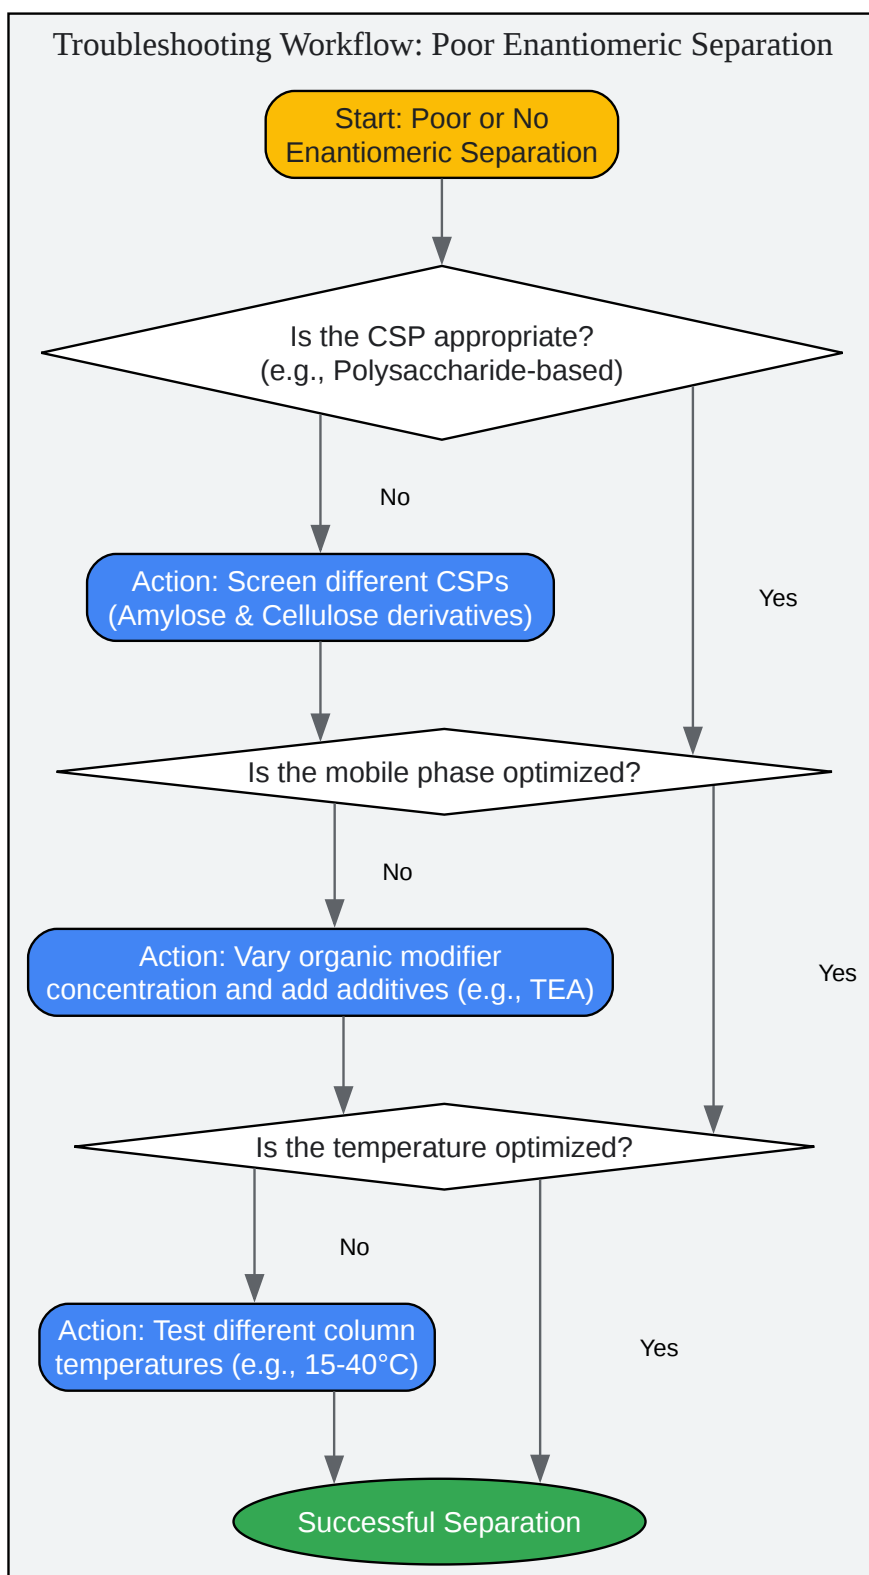 Troubleshooting Workflow: Poor Enantiomeric Separation
Start: Poor or No
Enantiomeric Separation
Is the CSP appropriate?
(e.g., Polysaccharide-based)
No
Action: Screen different CSPs
(Amylose & Cellulose derivatives)
Yes
Is the mobile phase optimized?
No
Action: Vary organic modifier
concentration and add additives (e.g., TEA)
Yes
Is the temperature optimized?
No
Action: Test different column
temperatures (e.g., 15-40°C)
Yes
Successful Separation